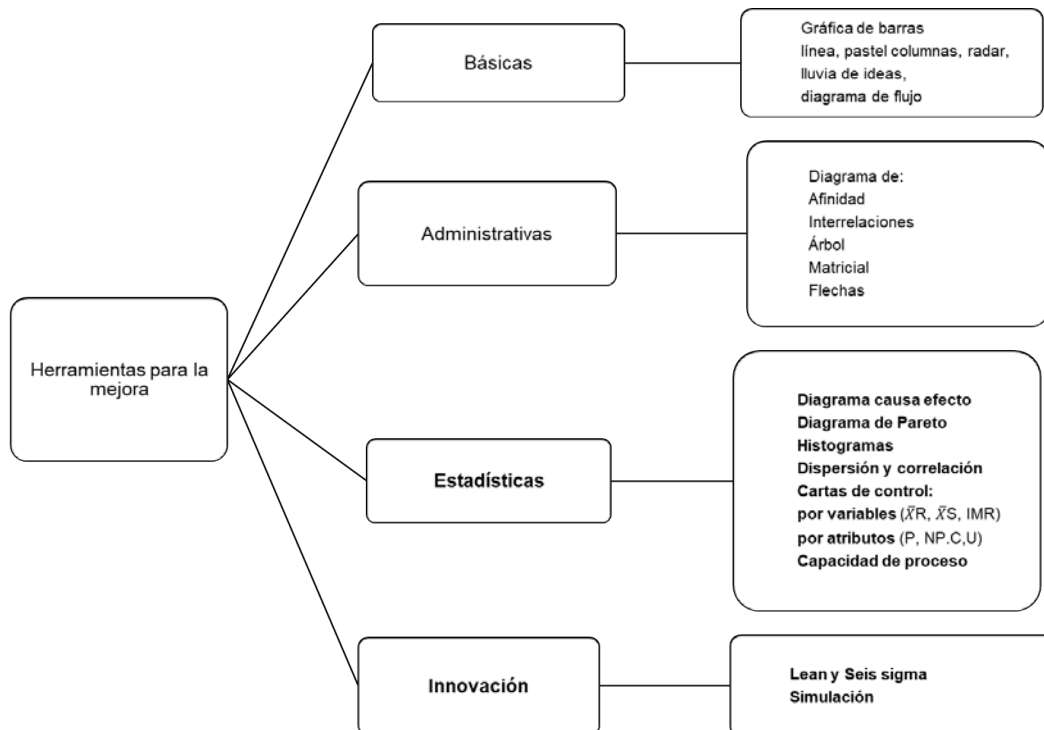 Herramientas para la
mejora
Básicas
Gráfica de barras
línea, pastel columnas, radar,
lluvia de ideas,
diagrama de flujo
Administrativas
Diagrama de:
Afinidad
Interrelaciones
Árbol
Matricial
Flechas
Estadísticas
Diagrama causa efecto
Diagrama de Pareto
Histogramas
Dispersión y correlación
Cartas de control:
por variables (X̄R, X̄S, IMR)
por atributos (P, NP.C,U)
Capacidad de proceso
Innovación
Lean y Seis sigma
Simulación